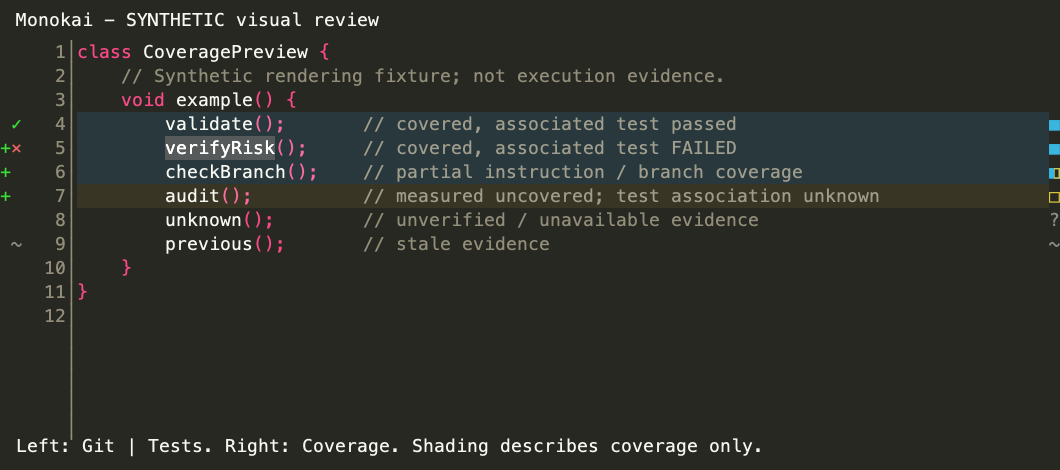 Monokai — SYNTHETIC visual review
1 class CoveragePreview {
2 // Synthetic rendering fixture; not execution evidence.
3 void example() {
✓ 4 validate(); // covered, associated test passed
+× 5 verifyRisk(); // covered, associated test FAILED
+ 6 checkBranch(); // partial instruction / branch coverage
+ 7 audit(); // measured uncovered; test association unknown
8 unknown(); // unverified / unavailable evidence ?
~ 9 previous(); // stale evidence ~
10 }
11 }
12
Left: Git | Tests. Right: Coverage. Shading describes coverage only.